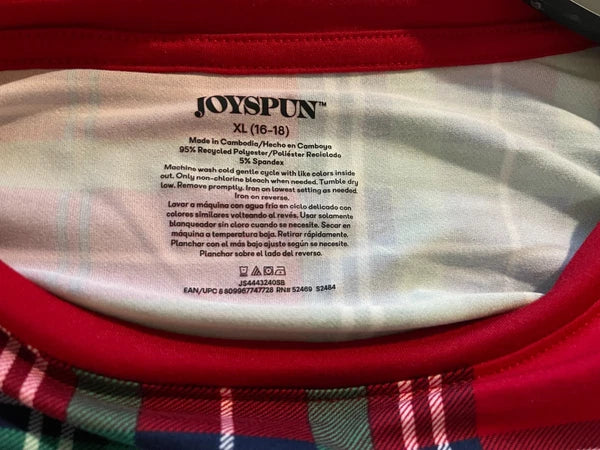 JOYSPUN™
XL (16-18)
Made in Cambodia/Hecho en Camboya
95% Recycled Polyester/Poliéster Reciclado
5% Spandex
Machine wash cold gentle cycle with like colors inside
out. Only non-chlorine bleach when needed. Tumble dry
low. Remove promptly. Iron on lowest setting as needed.
Iron on reverse.
Lavar a máquina con agua fría en ciclo delicado con
colores similares volteando al revés. Usar solamente
blanqueador sin cloro cuando se necesite. Secar en
máquina a temperatura baja. Retirar rápidamente.
Planchar con el más bajo ajuste según se necesite.
Planchar sobre el lado del reverso.
JS444324OSB
EAN/UPC 8 809967747728 RN# 52469 S2484